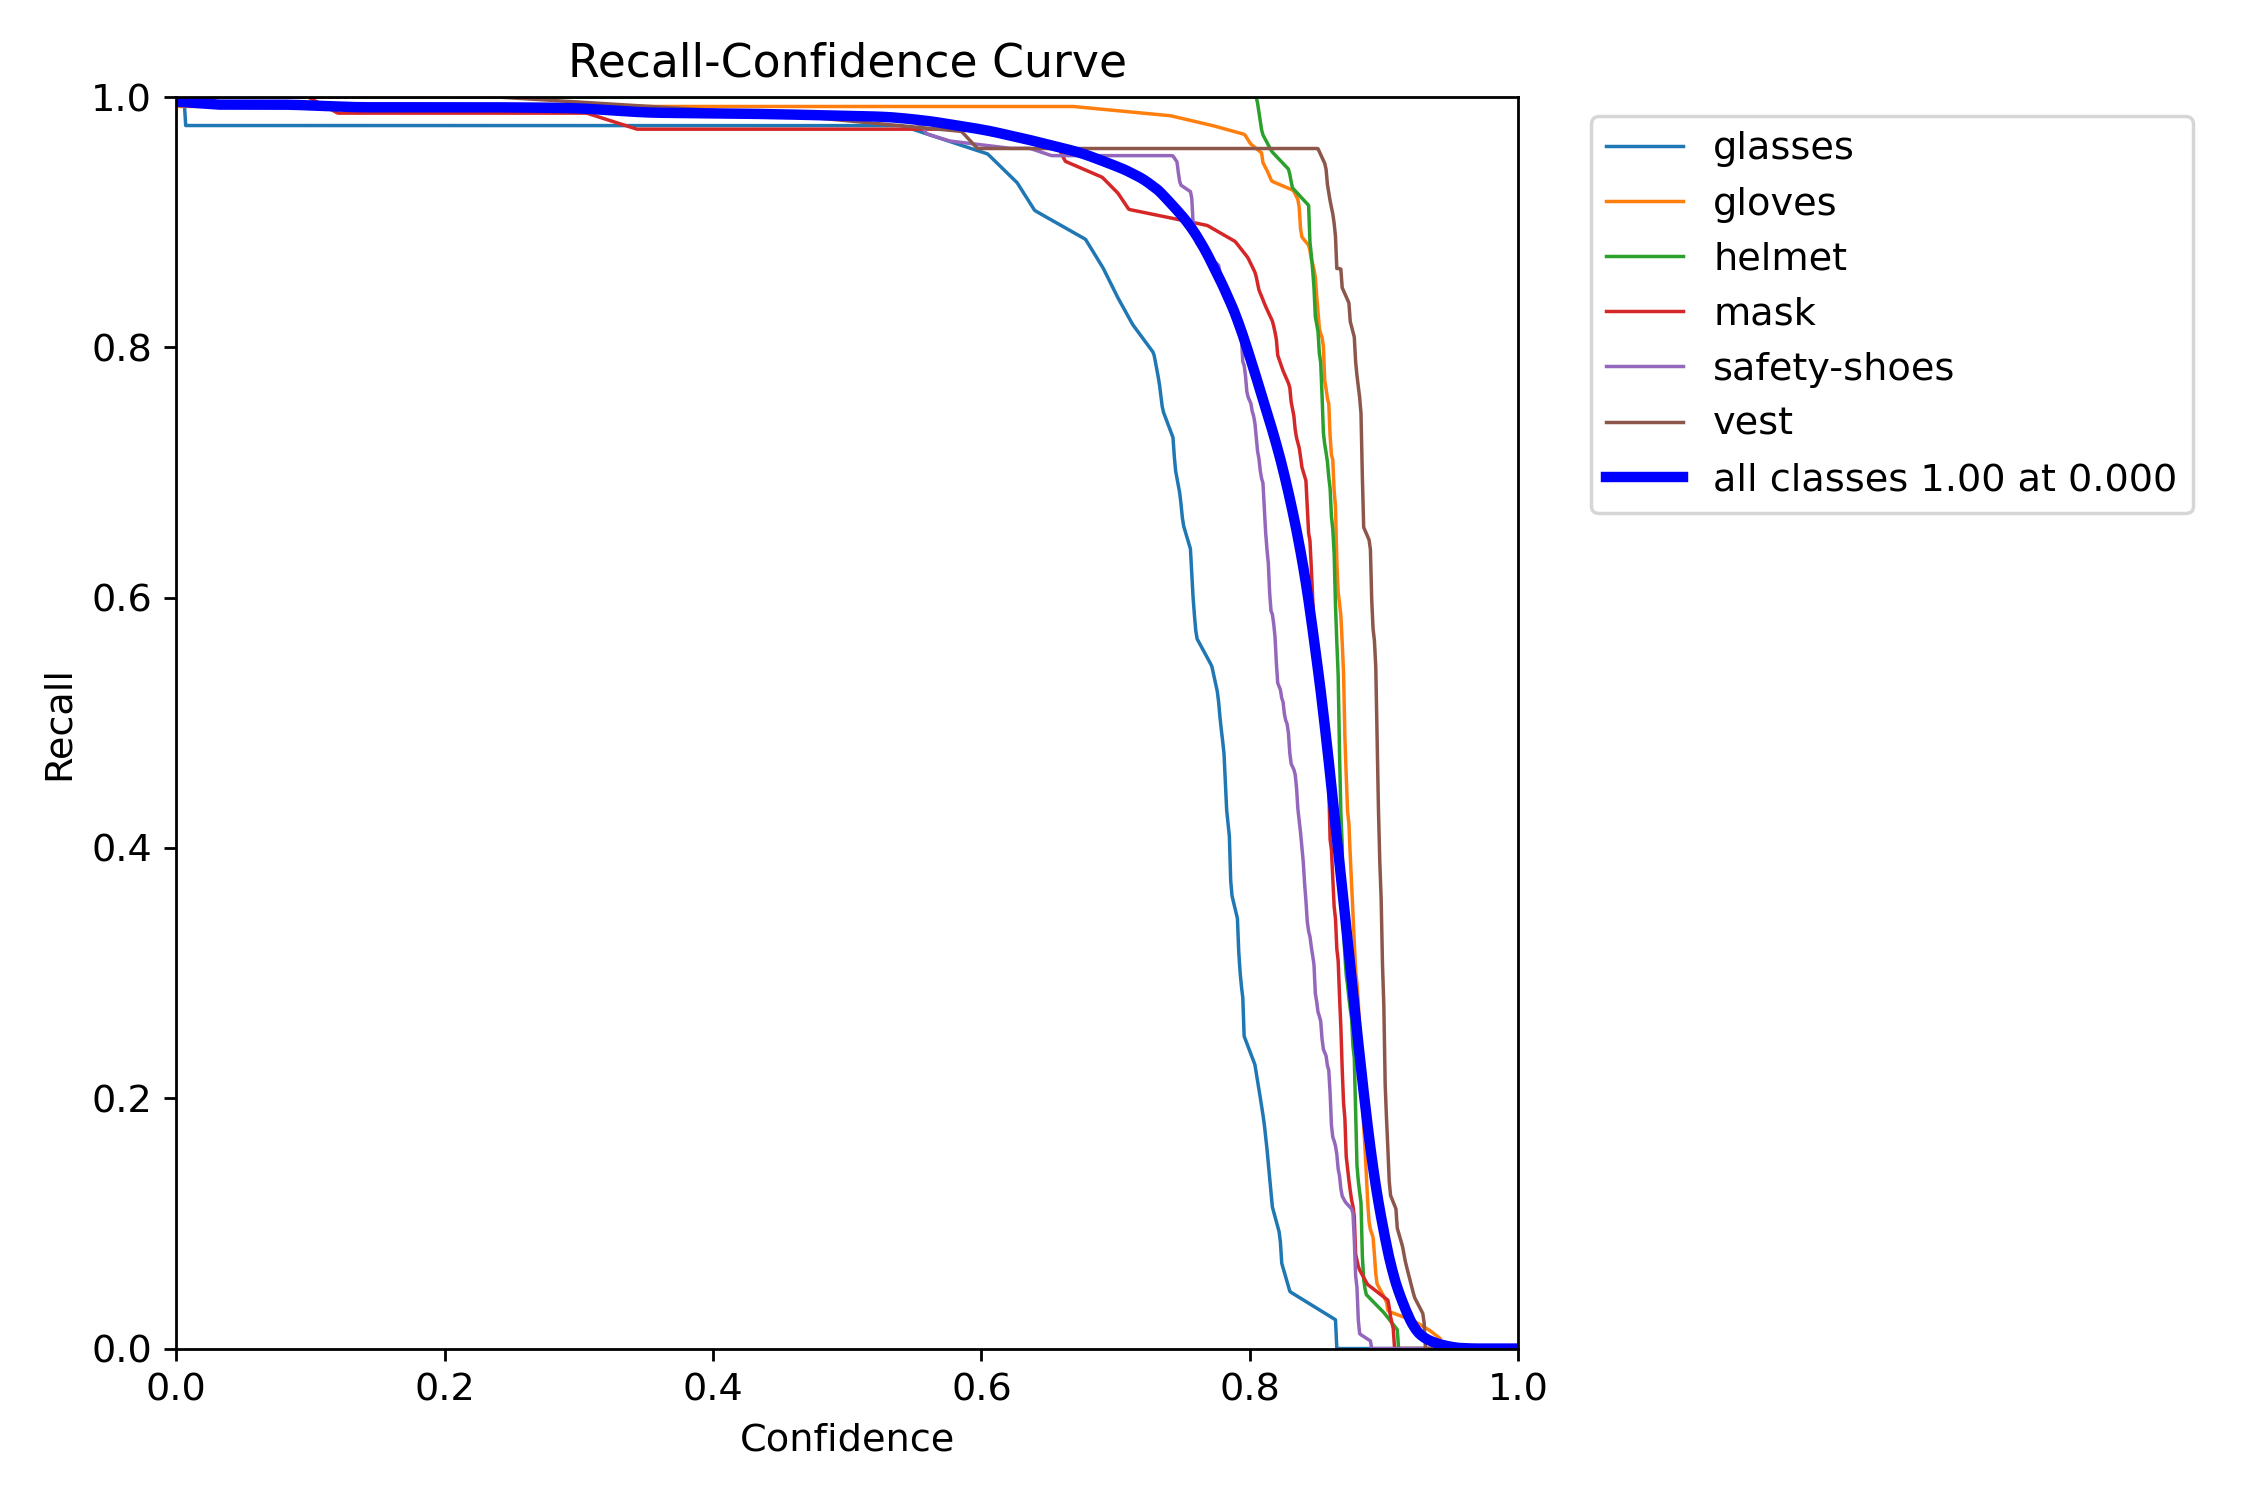 Recall-Confidence Curve
1.0
0.8
0.6
0.4
0.2
0.0
Recall
0.0 0.2 0.4 0.6 0.8 1.0
Confidence
glasses
gloves
helmet
mask
safety-shoes
vest
all classes 1.00 at 0.000